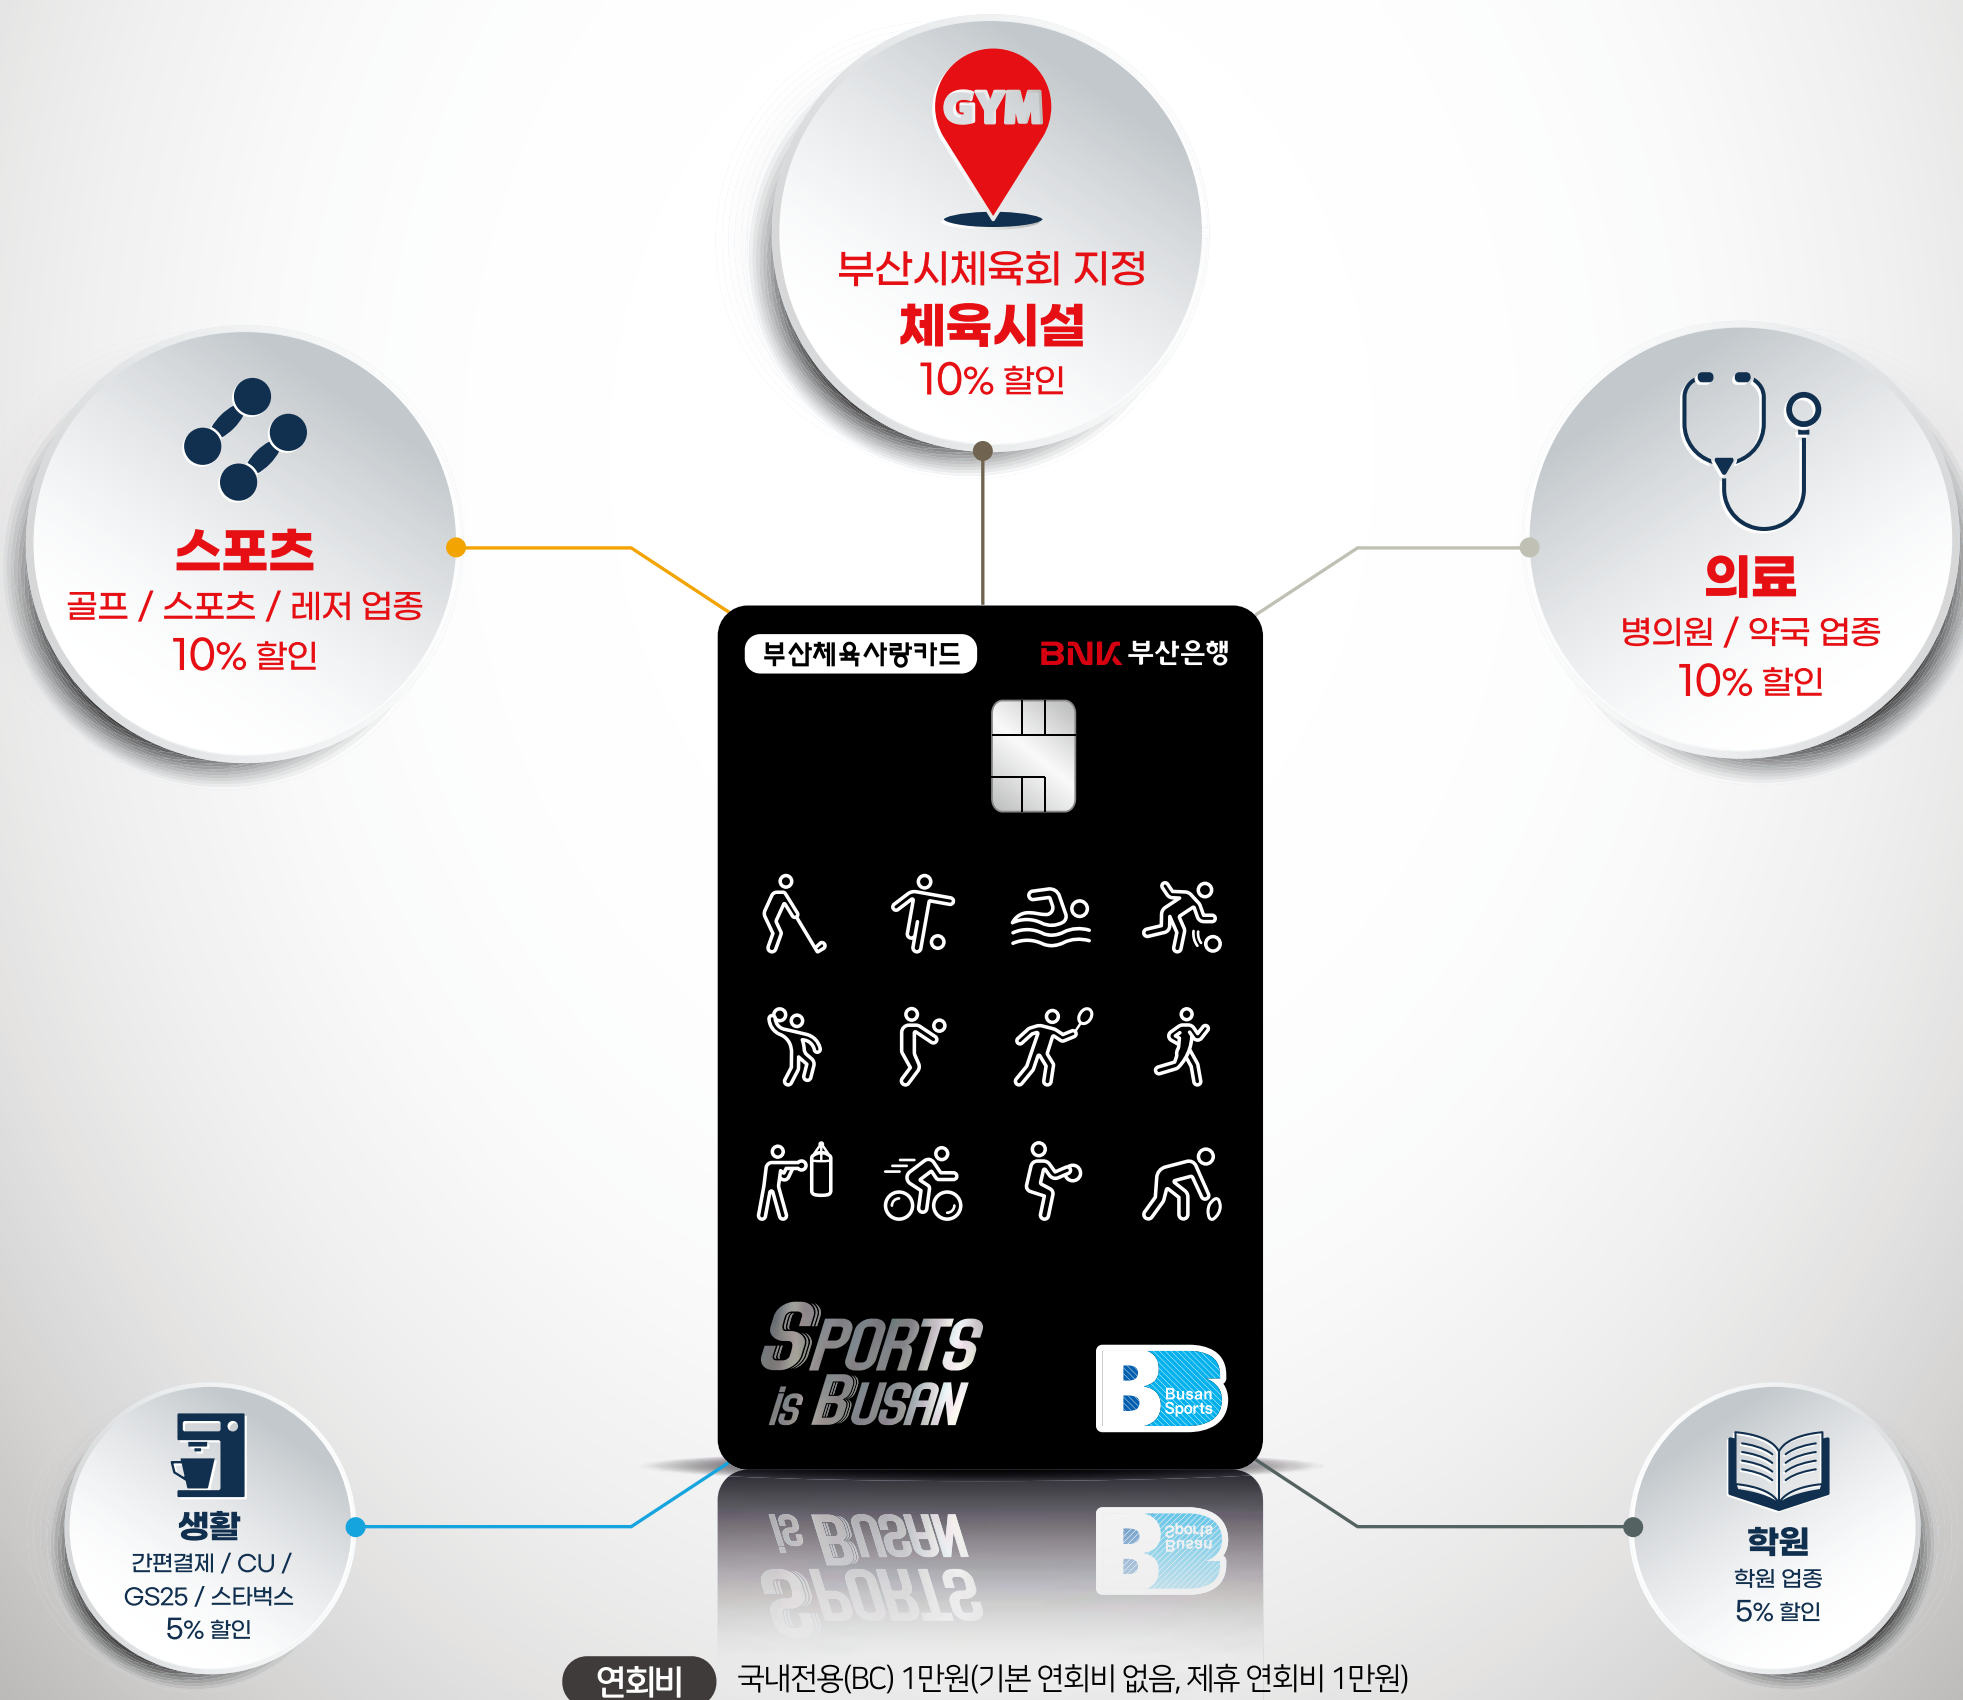 GYM
부산시체육회 지정
체육시설
10% 할인
스포츠
골프 / 스포츠 / 레저 업종
10% 할인
의료
병의원 / 약국 업종
10% 할인
부산체육사랑카드
BNK 부산은행
SPORTS
is BUSAN
B
Busan
Sports
생활
간편결제 / CU /
GS25 / 스타벅스
5% 할인
학원
학원 업종
5% 할인
연회비 국내전용(BC) 1만원(기본 연회비 없음, 제휴 연회비 1만원)